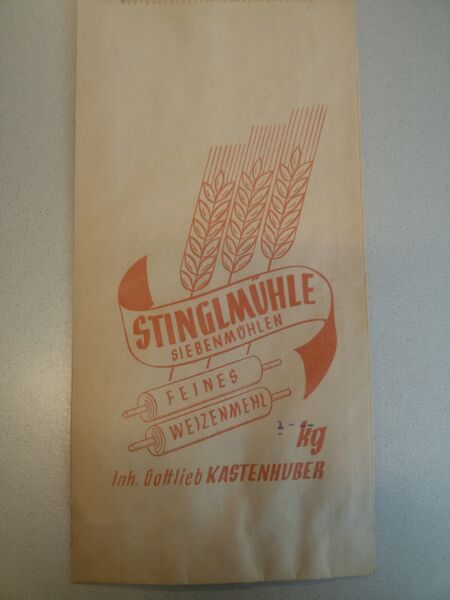 STINGLMÜHLE
SIEBENMÜHLEN
FEINES
WEIZENMEHL
kg
Inh. Gottlieb KASTENHUBER